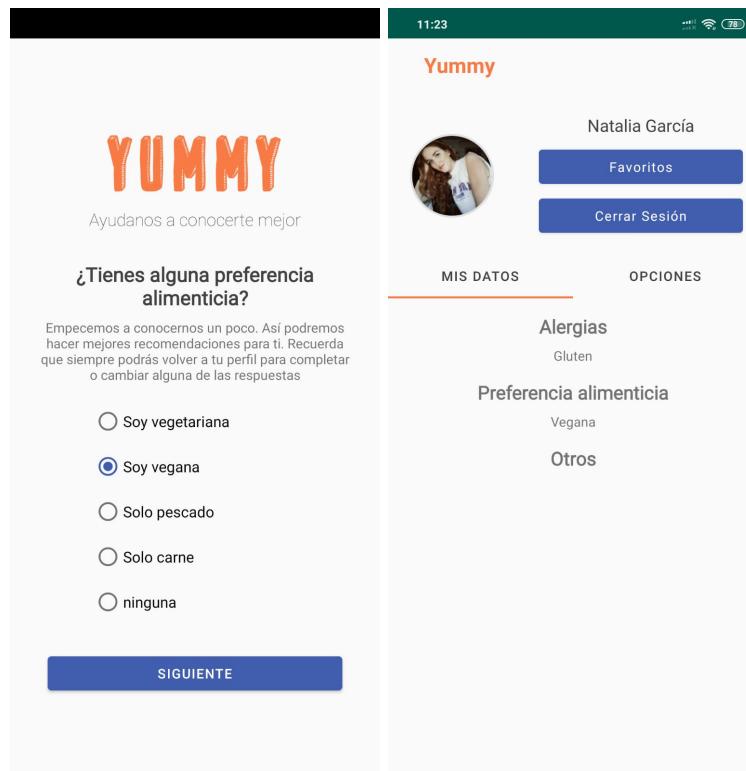 YUMMY
Ayudanos a conocerte mejor
¿Tienes alguna preferencia
alimenticia?
Empecemos a conocernos un poco. Así podremos
hacer mejores recomendaciones para ti. Recuerda
que siempre podrás volver a tu perfil para completar
o cambiar alguna de las respuestas
Soy vegetariana
Soy vegana
Solo pescado
Solo carne
ninguna
SIGUIENTE
11:23
78
Yummy
Natalia García
Favoritos
Cerrar Sesión
MIS DATOS
OPCIONES
Alergias
Gluten
Preferencia alimenticia
Vegana
Otros